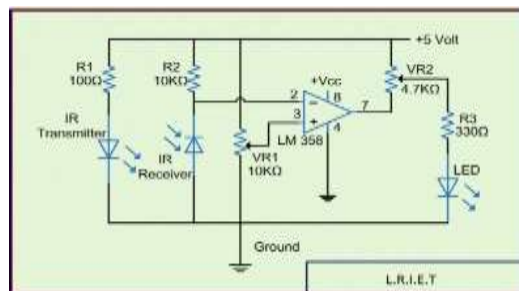 +5 Volt
R1
100Ω
R2
10KΩ
+Vcc
VR2
4.7KΩ
2
8
7
3
4
LM 358
R3
330Ω
IR
Transmitter
IR
Receiver
VR1
10KΩ
LED
Ground
L.R.I.E.T